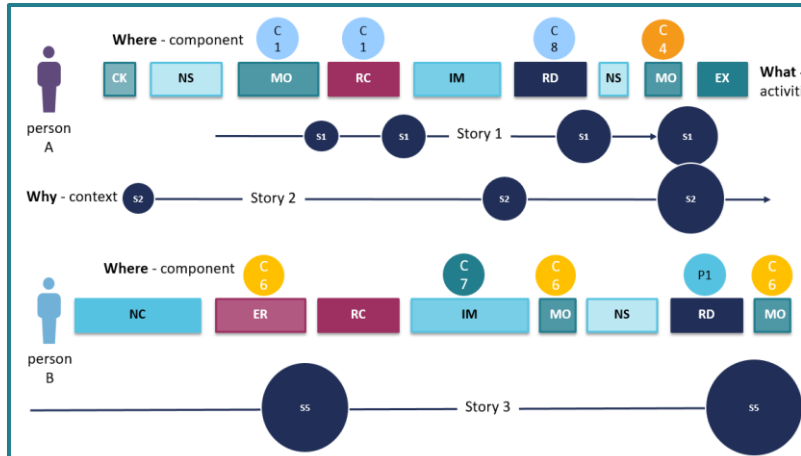 Where - component
C
1
C
1
C
8
C
4
CK
NS
MO
RC
IM
RD
NS
MO
EX
What -
activiti
person
A
S1
S1
Story 1
S1
S1
Why - context
S2
Story 2
S2
S2
Where - component
C
6
C
7
C
6
P1
C
6
NC
ER
RC
IM
MO
NS
RD
MO
person
B
S5
Story 3
S5